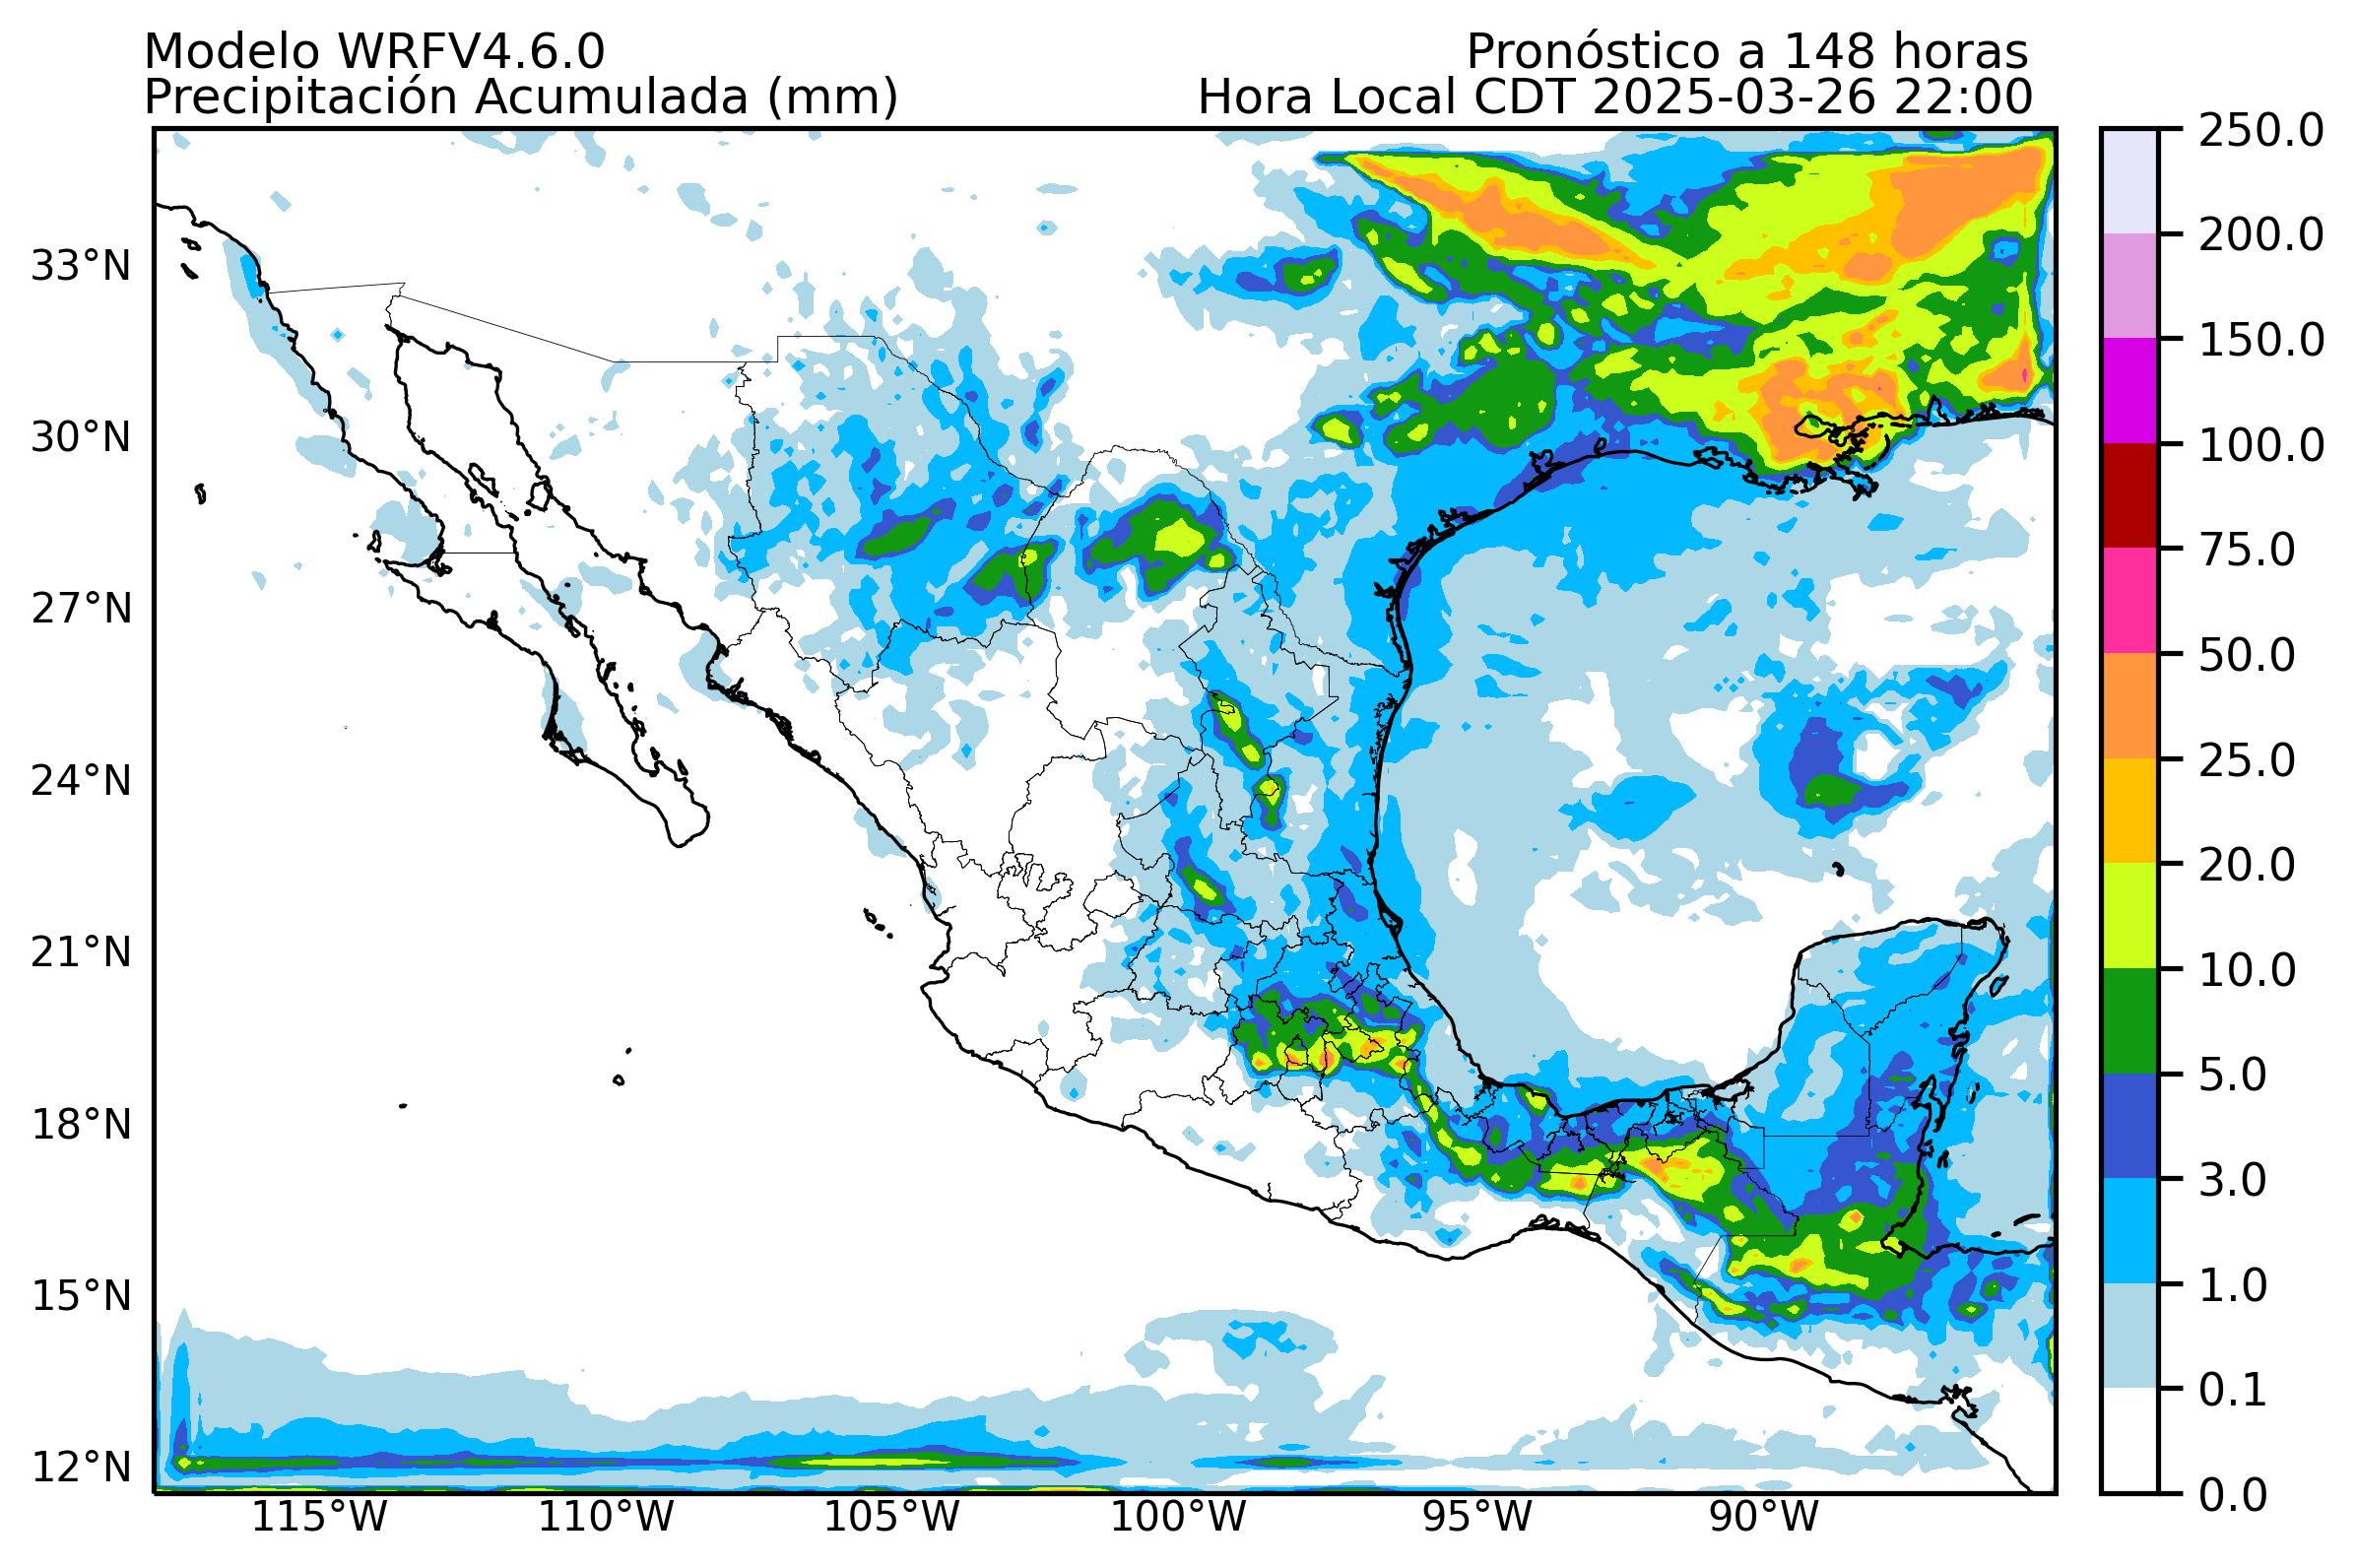 Modelo WRFV4.6.0
Pronóstico a 148 horas
Precipitación Acumulada (mm)
Hora Local CDT 2025-03-26 22:00
33°N
30°N
27°N
24°N
21°N
18°N
15°N
12°N
115°W 110°W 105°W 100°W 95°W 90°W
250.0
200.0
150.0
100.0
75.0
50.0
25.0
20.0
10.0
5.0
3.0
1.0
0.1
0.0